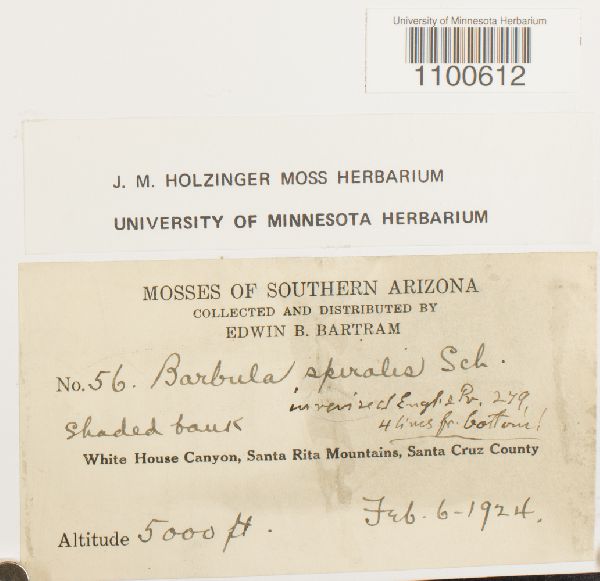 University of Minnesota Herbarium
1100612
J. M. HOLZINGER MOSS HERBARIUM
UNIVERSITY OF MINNESOTA HERBARIUM
MOSSES OF SOUTHERN ARIZONA
COLLECTED AND DISTRIBUTED BY
EDWIN B. BARTRAM
No. 56. Barbula spiralis Sch.
in revised Engl & Pr. 279,
Shaded bank 4 lines fr. bottom!
White House Canyon, Santa Rita Mountains, Santa Cruz County
Altitude 5000 ft. Feb. 6-1924.